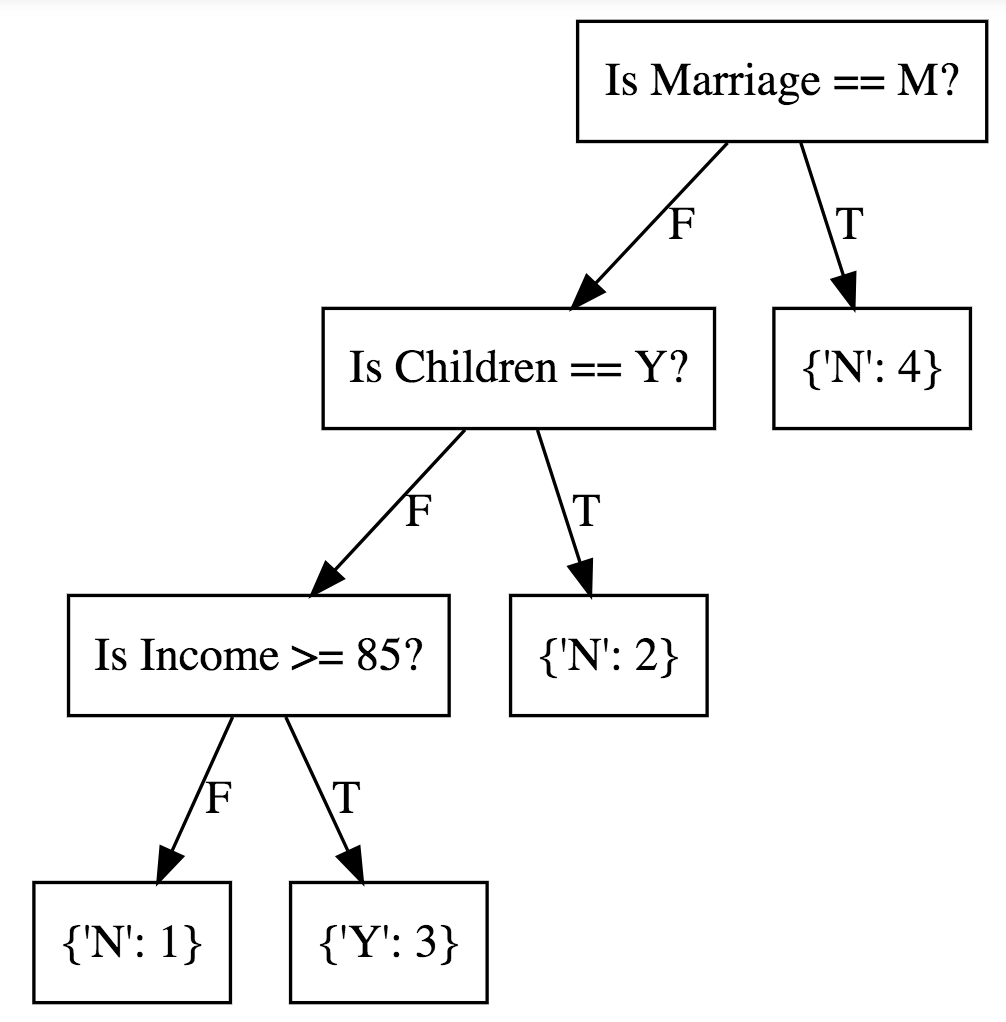 Is Marriage == M?
F
T
Is Children == Y?
{'N': 4}
F
T
Is Income >= 85?
{'N': 2}
F
T
{'N': 1}
{'Y': 3}